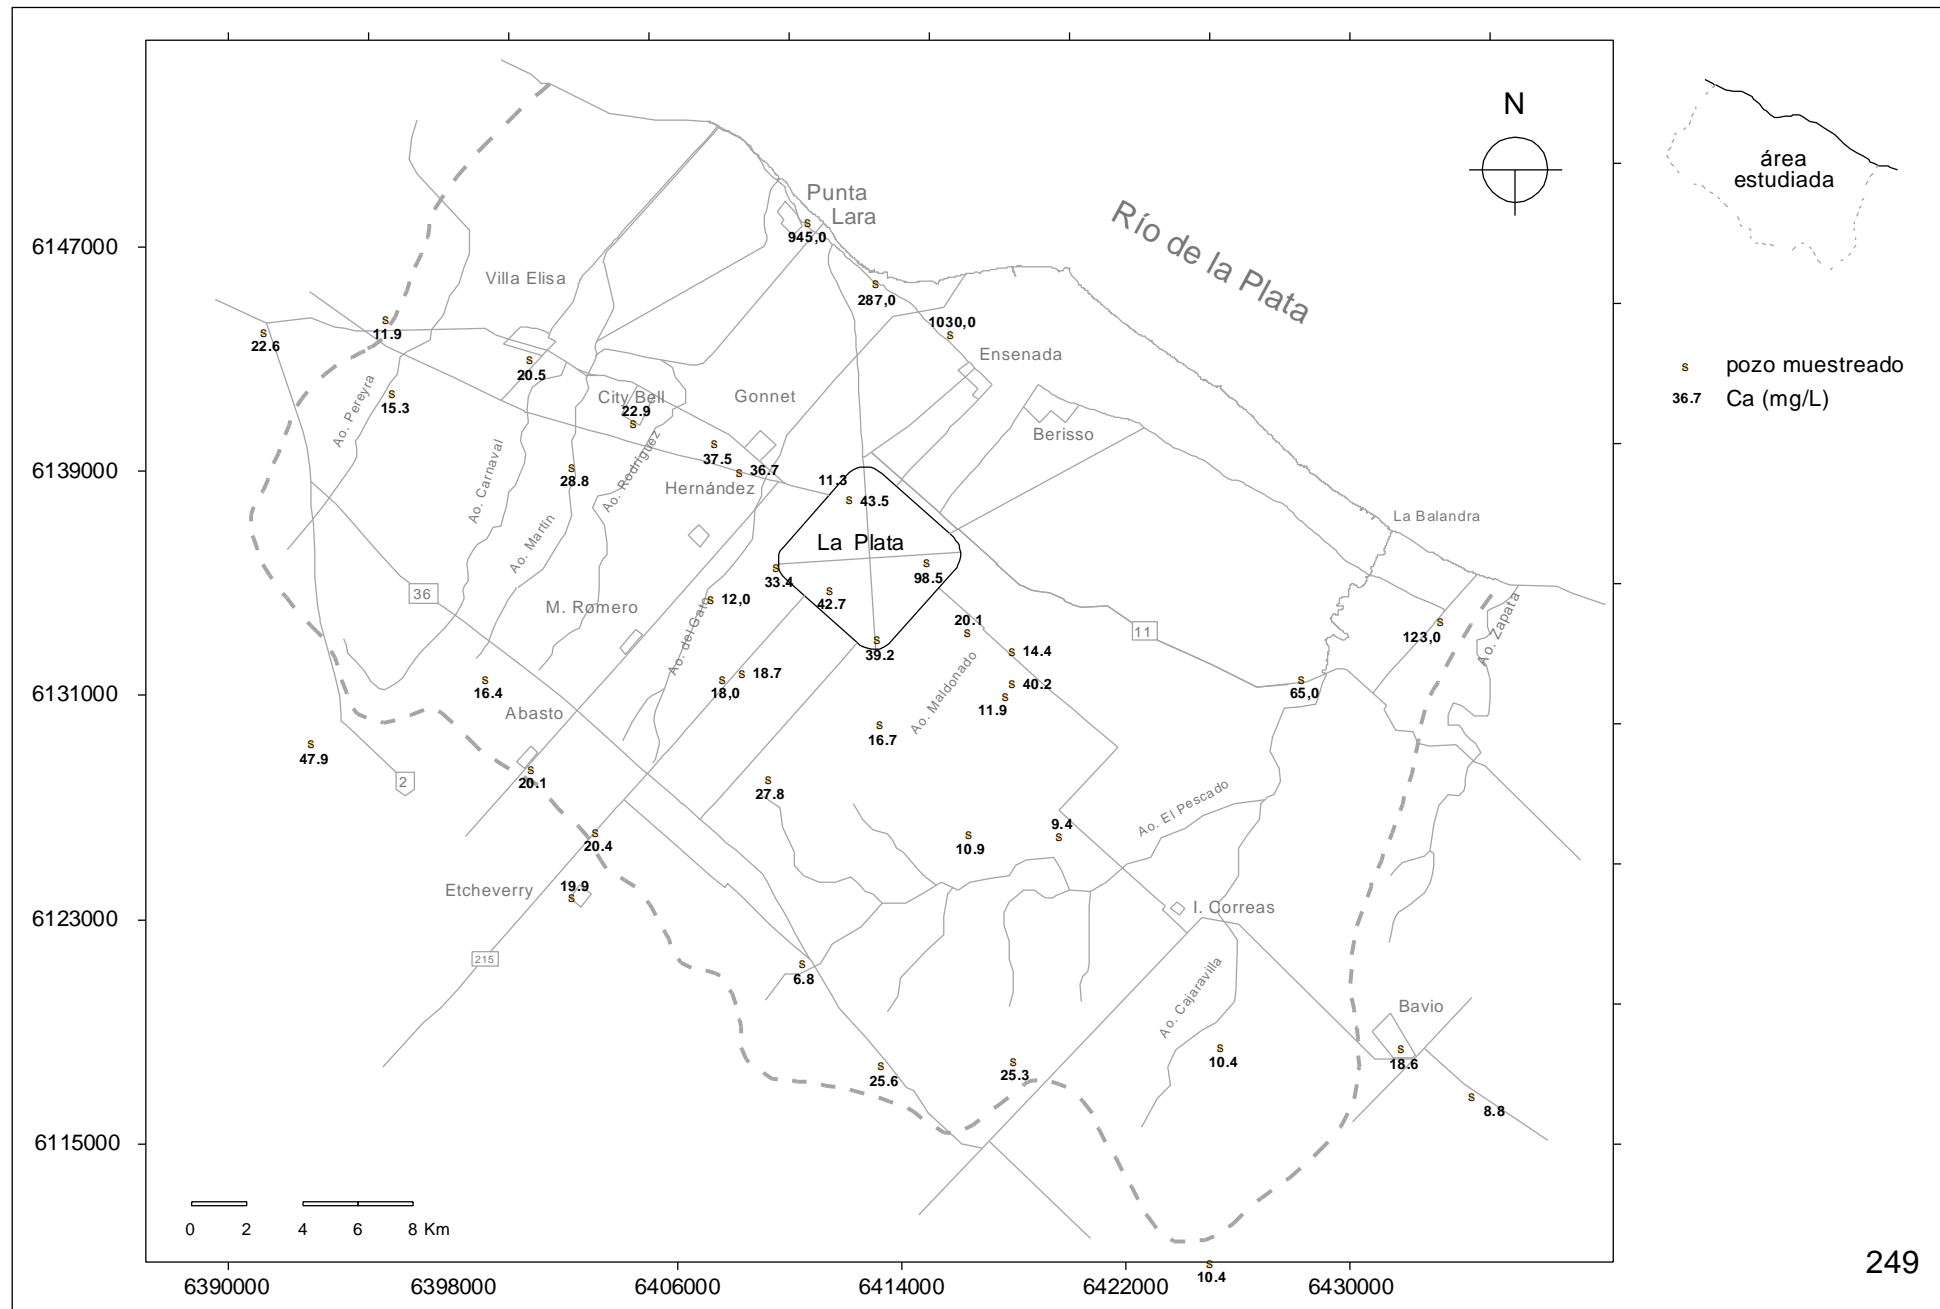 N
área
estudiada
Punta
Lara
Río de la Plata
6147000
945,0
Villa Elisa
287,0
11.9
22.6
1030,0
Ensenada
20.5
s pozo muestreado
36.7 Ca (mg/L)
15.3
Ao. Pereyra
City Bell
22.9
Gonnet
Berisso
6139000
37.5
36.7
28.8
Hernández
11.3
43.5
Ao. Carnaval
Ao. Rodríguez
Ao. Martín
La Balandra
La Plata
33.4
98.5
42.7
36
M. Romero
12,0
Ao. del Gato
20.1
11
123,0
Ao. Zapata
39.2
14.4
6131000
16.4
18,0
18.7
40.2
11.9
65,0
Abasto
Ao. Maldonado
16.7
47.9
2
20.1
27.8
Ao. El Pescado
20.4
10.9
9.4
Etcheverry
19.9
6123000
I. Correas
215
6.8
Ao. Cajaravilla
Bavio
25.6
25.3
10.4
18.6
8.8
6115000
0 2 4 6 8 Km
10.4
249
6390000 6398000 6406000 6414000 6422000 6430000